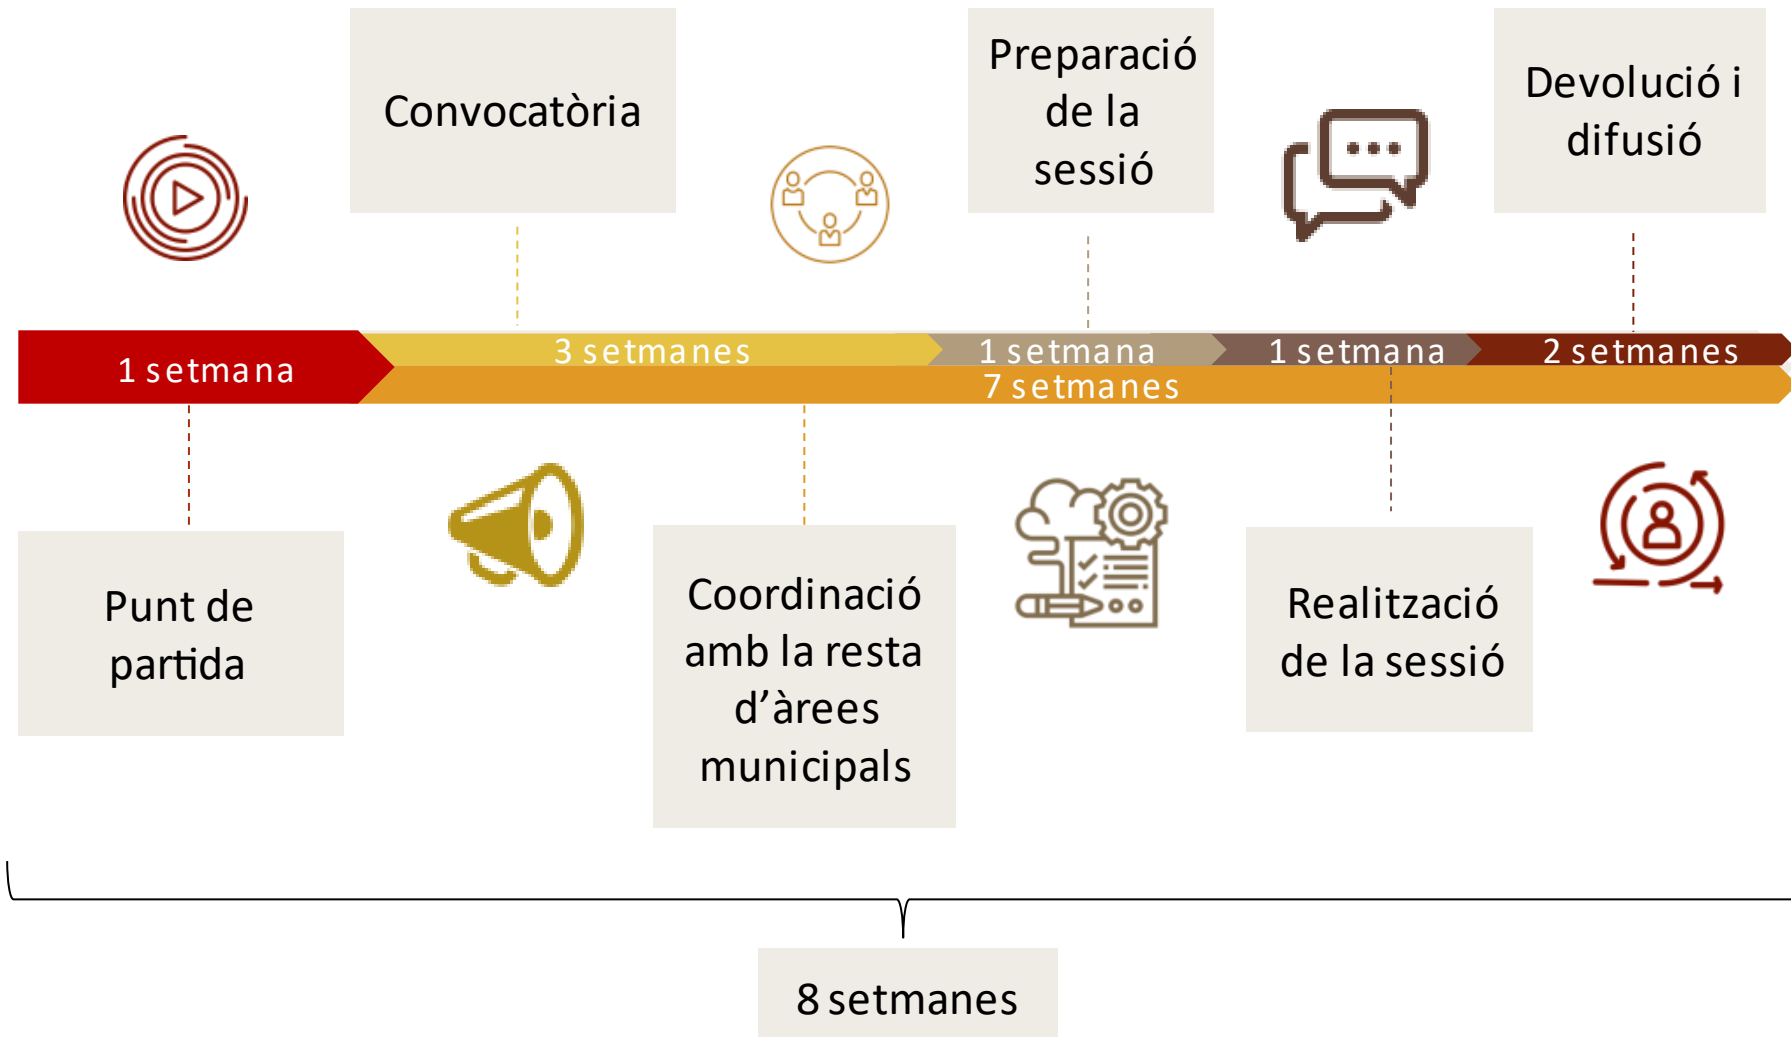 Convocatòria
Preparació
de la
sessió
Devolució i
difusió
1 setmana
3 setmanes
1 setmana
1 setmana
2 setmanes
7 setmanes
Punt de
partida
Coordinació
amb la resta
d’àrees
municipals
Realització
de la sessió
8 setmanes